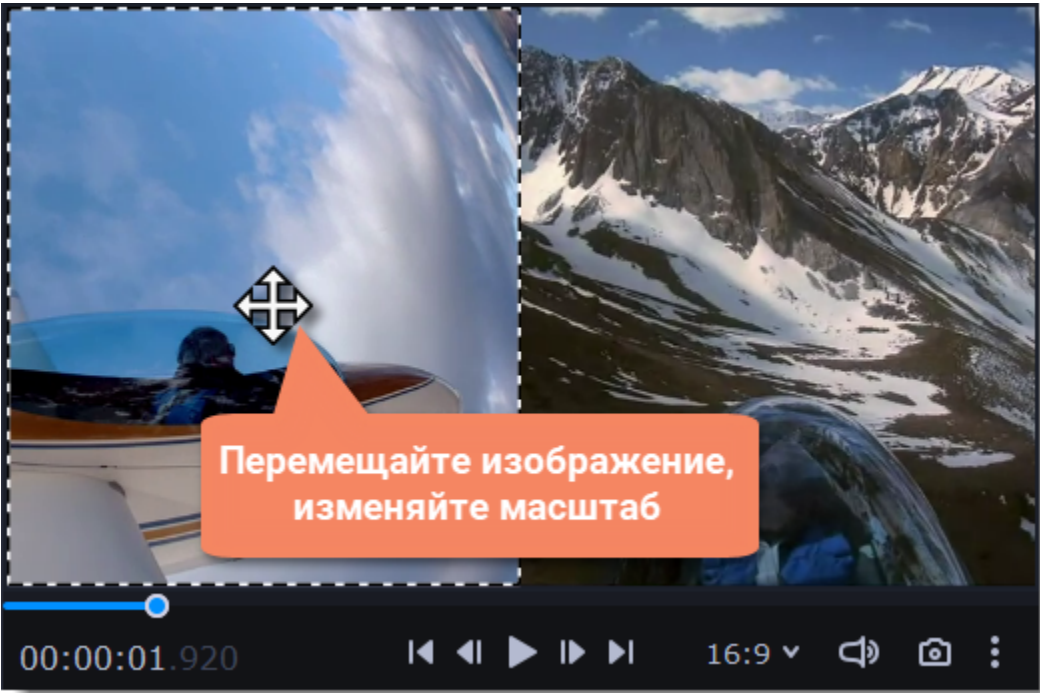 Перемещайте изображение,
изменяйте масштаб
00:00:01.920
16:9